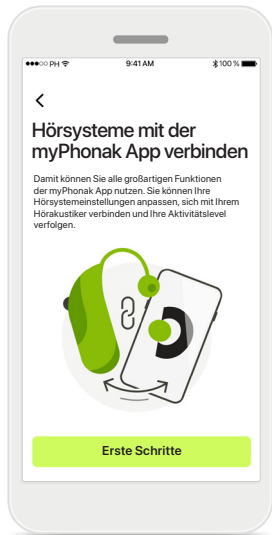 ●●●○○ PH 9:41 AM 100 %
Hörsysteme mit der
myPhonak App verbinden
Damit können Sie alle großartigen Funktionen
der myPhonak App nutzen. Sie können Ihre
Hörsystemeinstellungen anpassen, sich mit Ihrem
Hörakustiker verbinden und Ihre Aktivitätslevel
verfolgen.
Erste Schritte